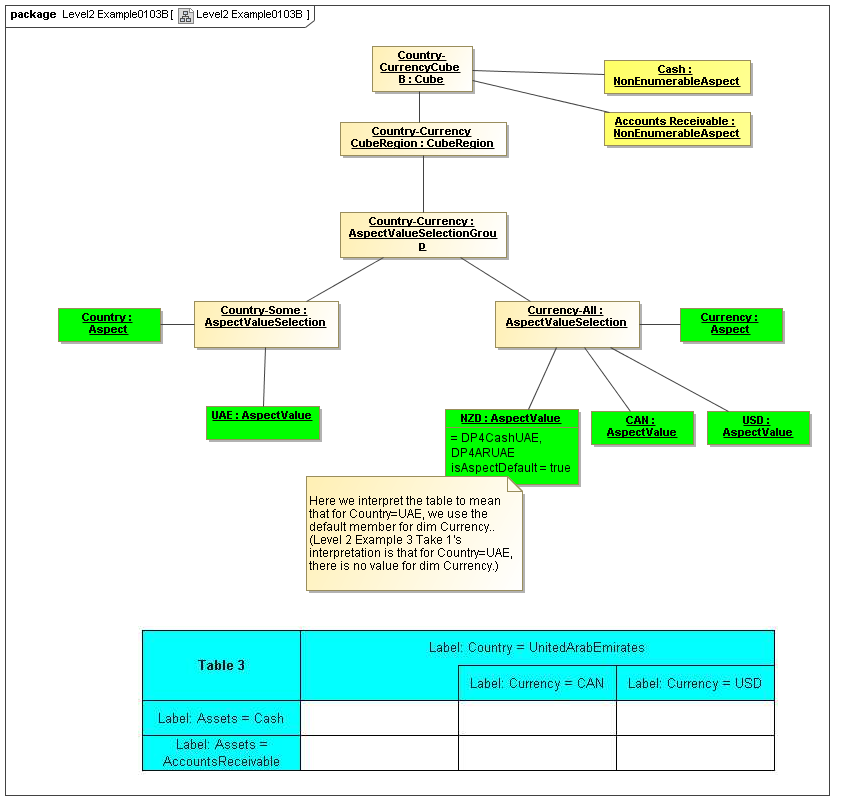 package Level2 Example0103B [ Level2 Example0103B ]
Country-
CurrencyCube
B : Cube
Cash :
NonEnumerableAspect
Accounts Receivable :
NonEnumerableAspect
Country-Currency
CubeRegion : CubeRegion
Country-Currency :
AspectValueSelectionGrou
p
Country :
Aspect
Country-Some :
AspectValueSelection
Currency-All :
AspectValueSelection
Currency :
Aspect
UAE : AspectValue
NZD : AspectValue
= DP4CashUAE,
DP4ARUAE
isAspectDefault = true
CAN :
AspectValue
USD :
AspectValue
Here we interpret the table to mean
that for Country=UAE, we use the
default member for dim Currency..
(Level 2 Example 3 Take 1's
interpretation is that for Country=UAE,
there is no value for dim Currency.)
Table 3
Label: Country = UnitedArabEmirates
Label: Currency = CAN
Label: Currency = USD
Label: Assets = Cash
Label: Assets =
AccountsReceivable